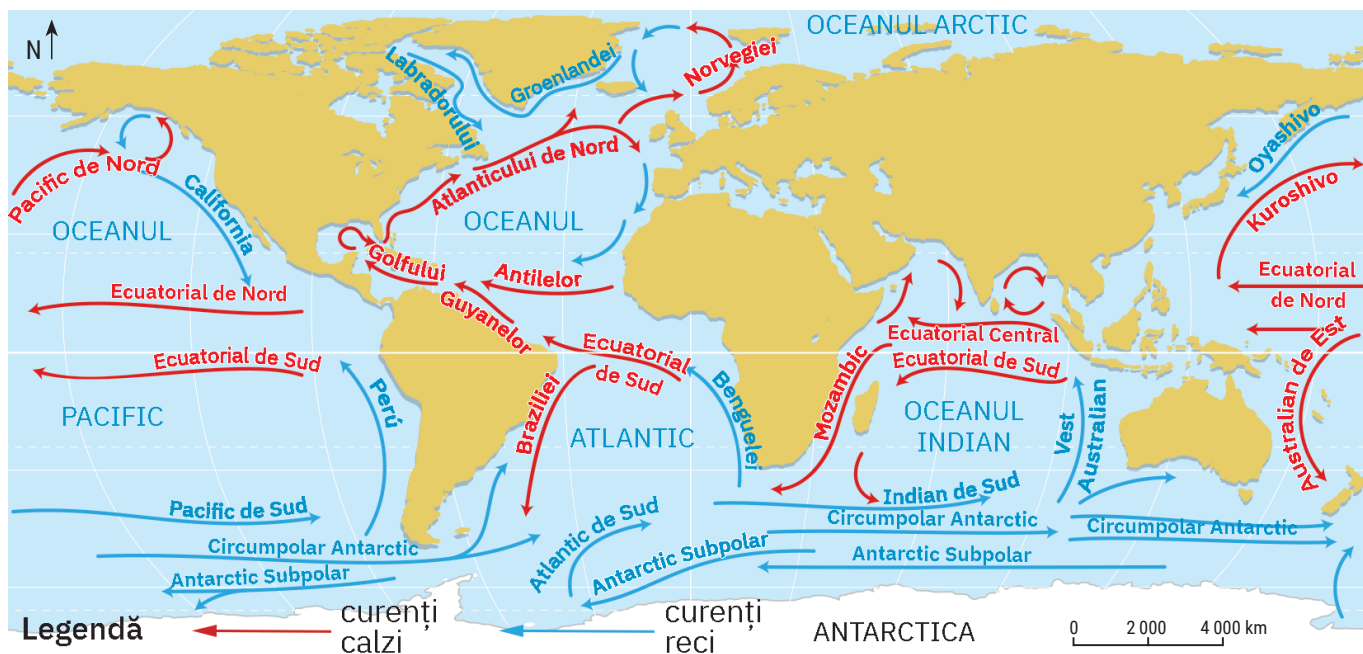 OCEANUL ARCTIC
N
Labradorului
Groenlandei
Norvegiei
Oyashivo
Pacific de Nord
California
Atlanticului de Nord
Kuroshivo
OCEANUL
OCEANUL
Golfului
Antilelor
Guyanelor
Ecuatorial de Nord
Ecuatorial
de Nord
Ecuatorial de Sud
Ecuatorial
de Sud
Ecuatorial Central
Ecuatorial de Sud
Australian de Est
PACIFIC
Perú
Braziliei
ATLANTIC
Benguelei
Mozambic
OCEANUL
INDIAN
Vest
Australian
Pacific de Sud
Atlantic de Sud
Indian de Sud
Circumpolar Antarctic
Circumpolar Antarctic
Circumpolar Antarctic
Antarctic Subpolar
Antarctic Subpolar
Antarctic Subpolar
Legendă
curenți
calzi
curenți
reci
ANTARCTICA
0 2 000 4 000 km